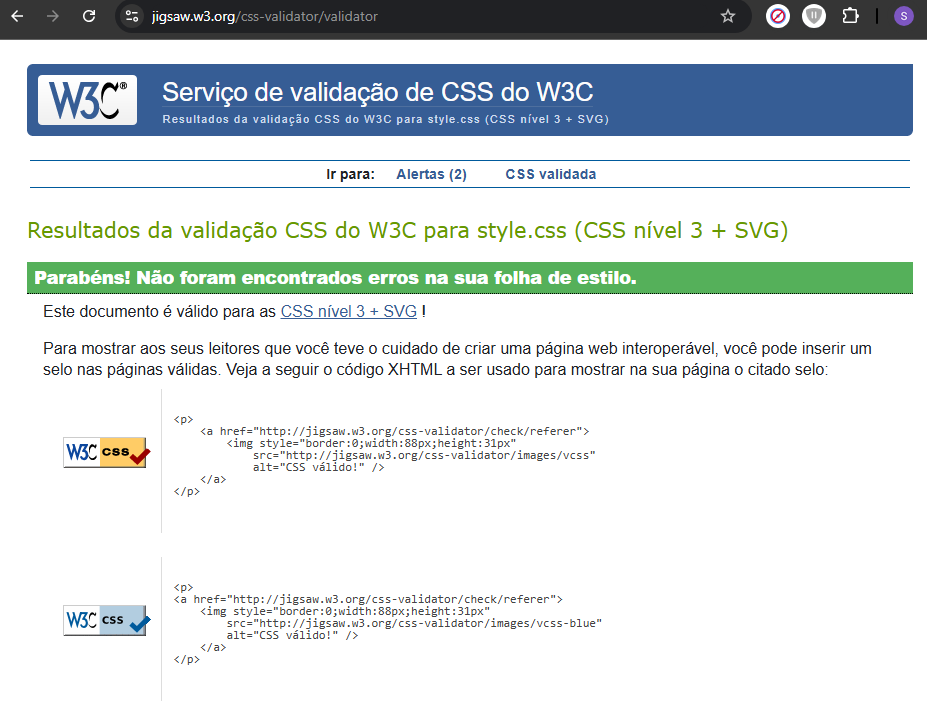 jigsaw.w3.org/css-validator/validator
S
W3C®
Serviço de validação de CSS do W3C
Resultados da validação CSS do W3C para style.css (CSS nível 3 + SVG)
Ir para: Alertas (2) CSS validada
Resultados da validação CSS do W3C para style.css (CSS nível 3 + SVG)
Parabéns! Não foram encontrados erros na sua folha de estilo.
Este documento é válido para as CSS nível 3 + SVG !
Para mostrar aos seus leitores que você teve o cuidado de criar uma página web interoperável, você pode inserir um
selo nas páginas válidas. Veja a seguir o código XHTML a ser usado para mostrar na sua página o citado selo:
W3C css
<p>
    <a href="http://jigsaw.w3.org/css-validator/check/referer">
        <img style="border:0;width:88px;height:31px"
            src="http://jigsaw.w3.org/css-validator/images/vcss"
            alt="CSS válido!" />
    </a>
</p>
W3C css
<p>
<a href="http://jigsaw.w3.org/css-validator/check/referer">
    <img style="border:0;width:88px;height:31px"
        src="http://jigsaw.w3.org/css-validator/images/vcss-blue"
        alt="CSS válido!" />
    </a>
</p>